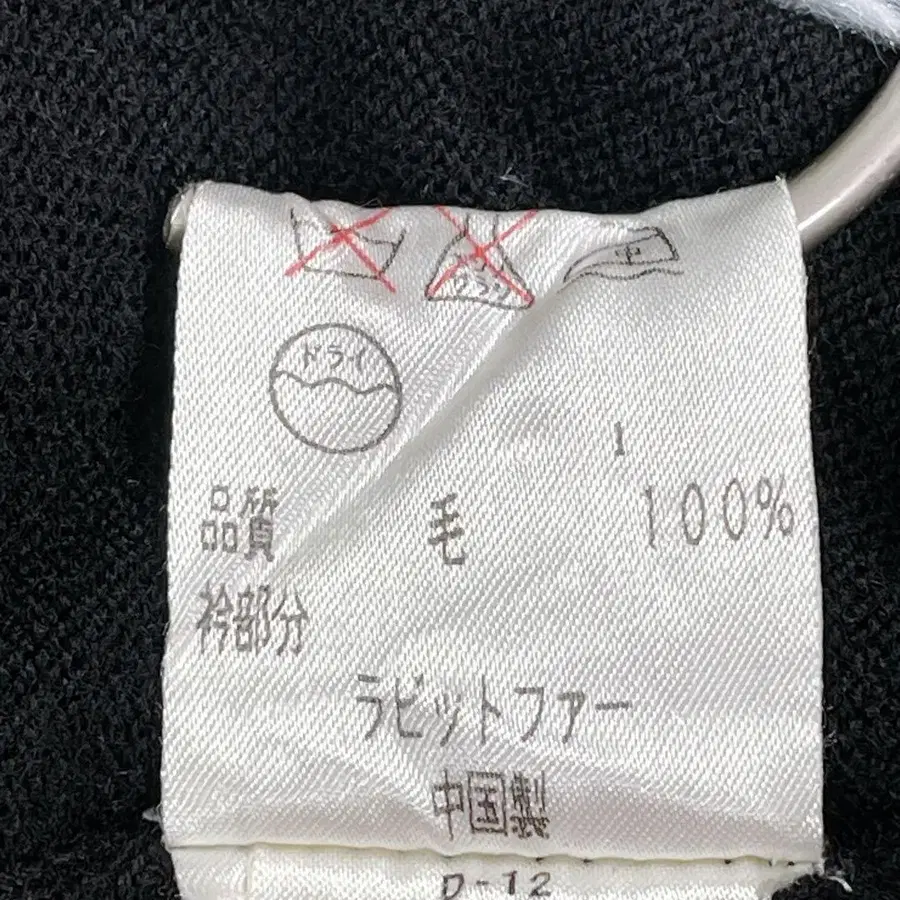 中
ドライ
1
品質 毛 100%
衿部分
ラビットファー
中国製
D-12